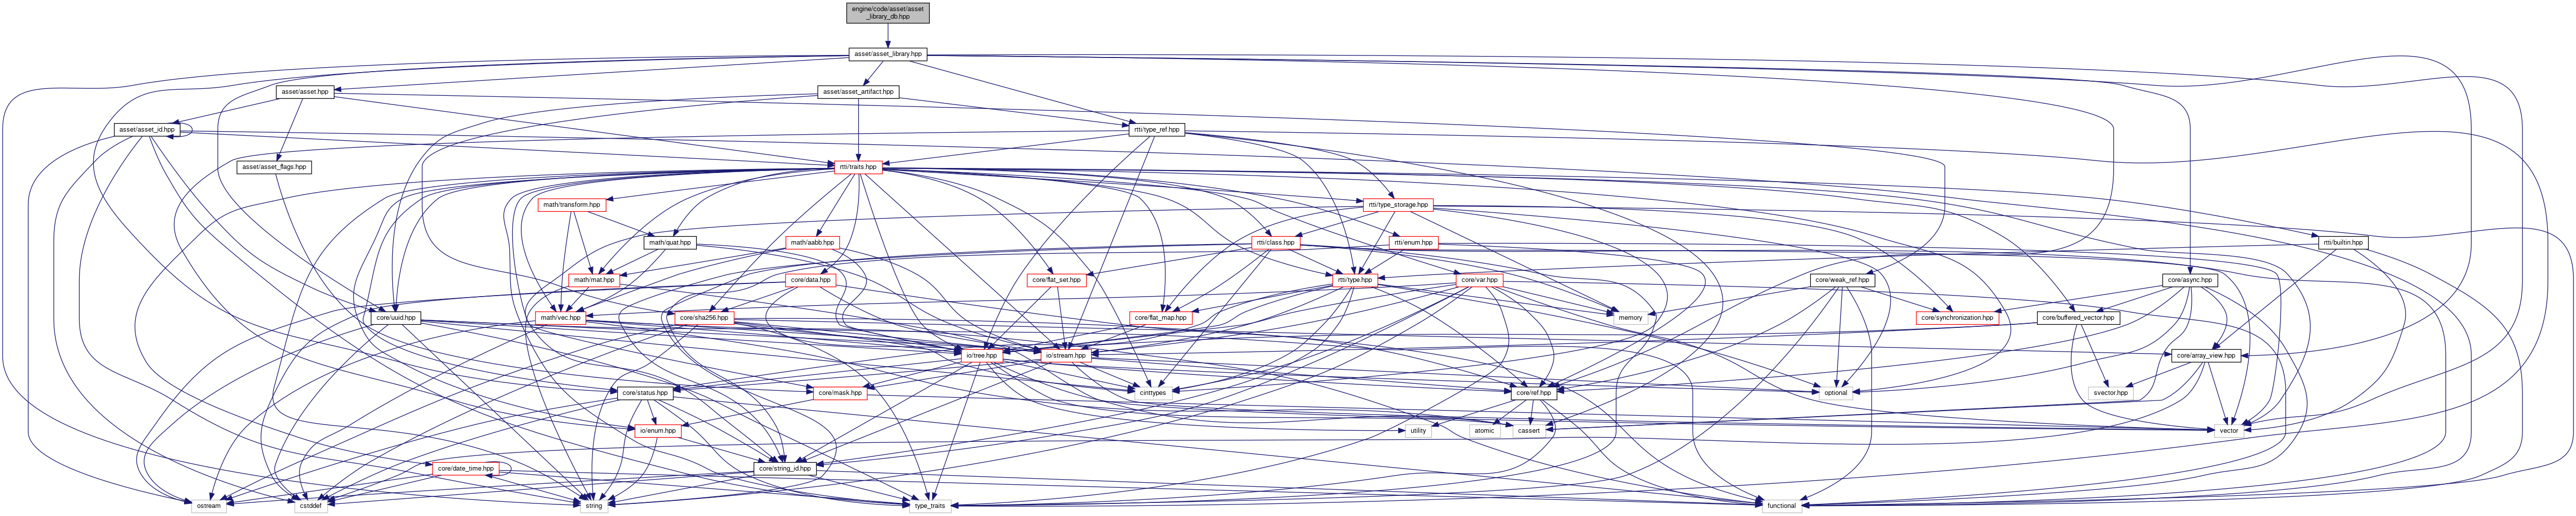 engine/code/asset/asset
_library_db.hpp
asset/asset_library.hpp
asset/asset.hpp
asset/asset_artifact.hpp
asset/asset_id.hpp
rtti/type_ref.hpp
asset/asset_flags.hpp
rtti/traits.hpp
math/transform.hpp
rtti/type_storage.hpp
math/quat.hpp
math/aabb.hpp
rtti/class.hpp
rtti/enum.hpp
rtti/builtin.hpp
math/mat.hpp
core/data.hpp
core/flat_set.hpp
rtti/type.hpp
core/var.hpp
core/weak_ref.hpp
core/async.hpp
core/uuid.hpp
math/vec.hpp
core/sha256.hpp
core/flat_map.hpp
memory
core/synchronization.hpp
core/buffered_vector.hpp
io/tree.hpp
io/stream.hpp
core/array_view.hpp
core/status.hpp
core/mask.hpp
cinttypes
core/ref.hpp
optional
svector.hpp
io/enum.hpp
utility
atomic
cassert
vector
core/date_time.hpp
core/string_id.hpp
ostream
cstddef
string
type_traits
functional